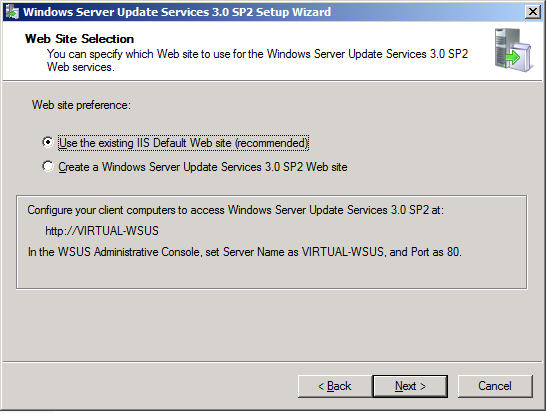 Windows Server Update Services 3.0 SP2 Setup Wizard
Web Site Selection
You can specify which Web site to use for the Windows Server Update Services 3.0 SP2
Web services.
Web site preference:
Use the existing IIS Default Web site (recommended)
Create a Windows Server Update Services 3.0 SP2 Web site
Configure your client computers to access Windows Server Update Services 3.0 SP2 at:
http://VIRTUAL-WSUS
In the WSUS Administrative Console, set Server Name as VIRTUAL-WSUS, and Port as 80.
< Back Next > Cancel